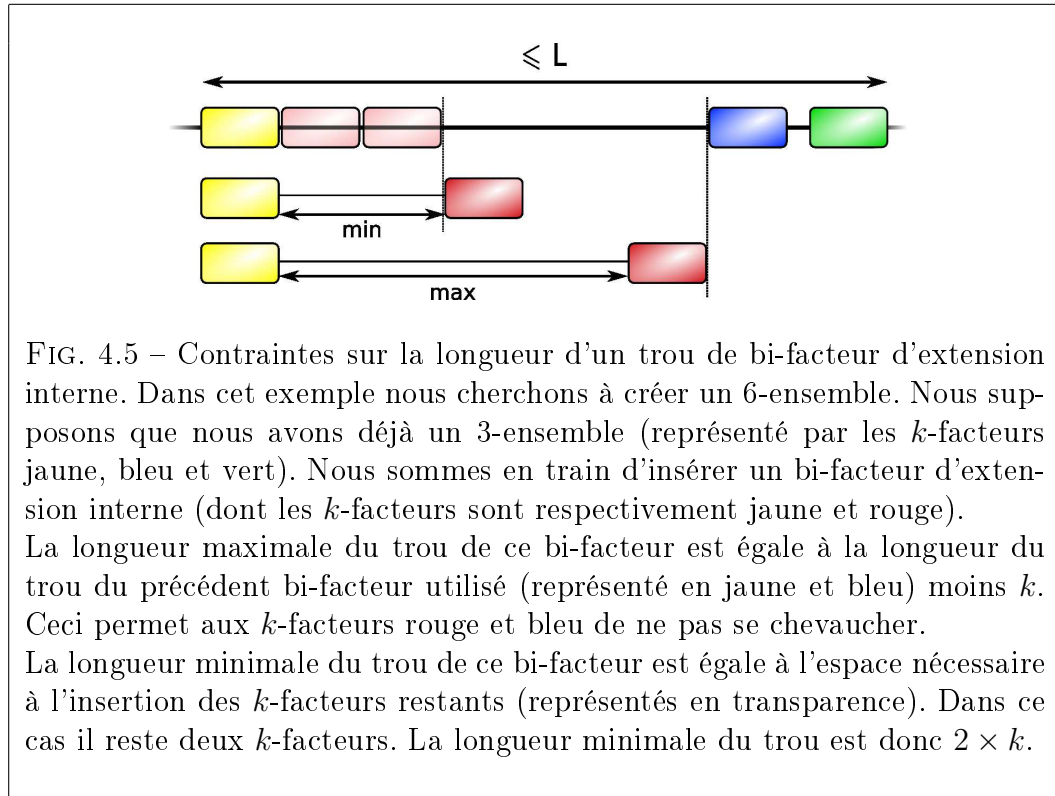 ⩽ L
min
max
FIG. 4.5 – Contraintes sur la longueur d'un trou de bi-facteur d'extension
interne. Dans cet exemple nous cherchons à créer un 6-ensemble. Nous sup-
posons que nous avons déjà un 3-ensemble (représenté par les k-facteurs
jaune, bleu et vert). Nous sommes en train d'insérer un bi-facteur d'exten-
sion interne (dont les k-facteurs sont respectivement jaune et rouge).
La longueur maximale du trou de ce bi-facteur est égale à la longueur du
trou du précédent bi-facteur utilisé (représenté en jaune et bleu) moins k.
Ceci permet aux k-facteurs rouge et bleu de ne pas se chevaucher.
La longueur minimale du trou de ce bi-facteur est égale à l'espace nécessaire
à l'insertion des k-facteurs restants (représentés en transparence). Dans ce
cas il reste deux k-facteurs. La longueur minimale du trou est donc 2 × k.